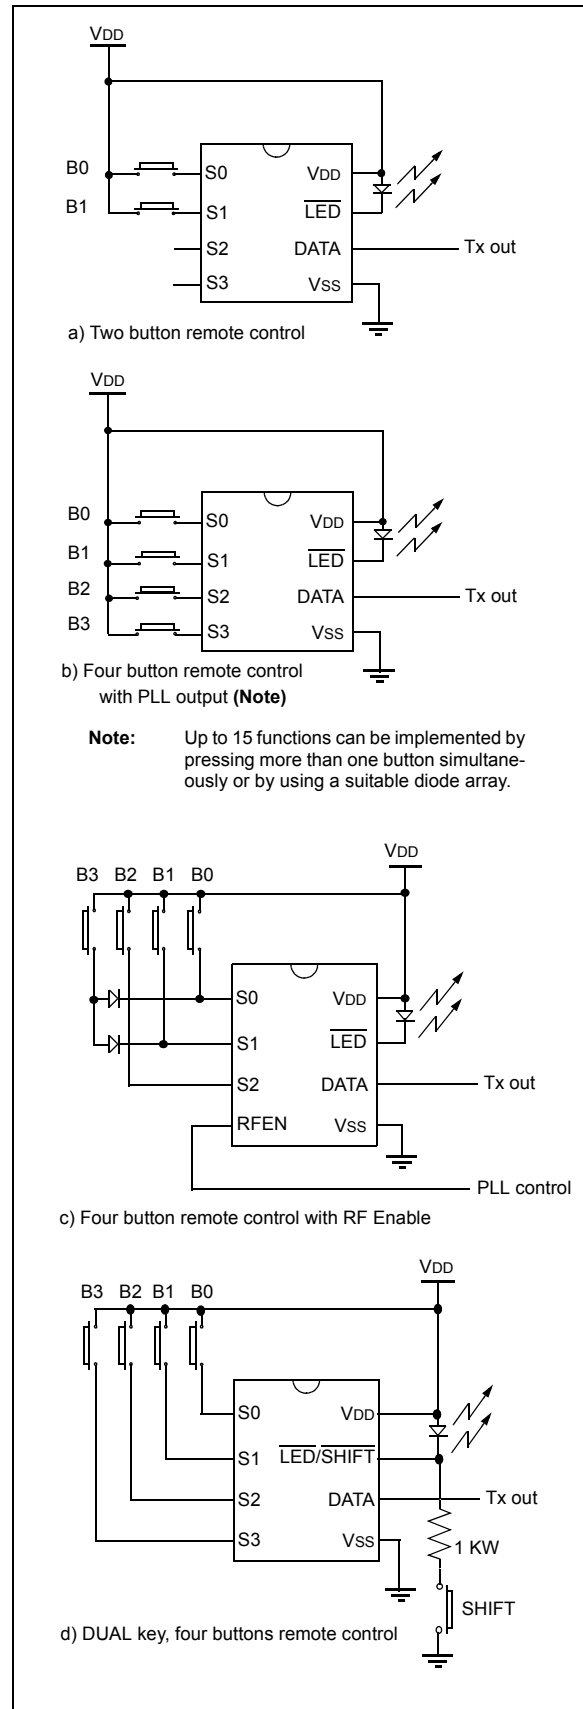 VDD
B0
S0
VDD
B1
S1
LED
S2
DATA
Tx out
S3
VSS
a) Two button remote control
VDD
B0
S0
VDD
B1
S1
LED
B2
S2
DATA
Tx out
B3
S3
VSS
b) Four button remote control
with PLL output (Note)
Note: Up to 15 functions can be implemented by
pressing more than one button simultane-
ously or by using a suitable diode array.
VDD
B3 B2 B1 B0
S0
VDD
S1
LED
S2
DATA
Tx out
RFEN
VSS
PLL control
c) Four button remote control with RF Enable
VDD
B3 B2 B1 B0
S0
VDD
S1
LED/SHIFT
S2
DATA
Tx out
S3
VSS
1 KW
SHIFT
d) DUAL key, four buttons remote control